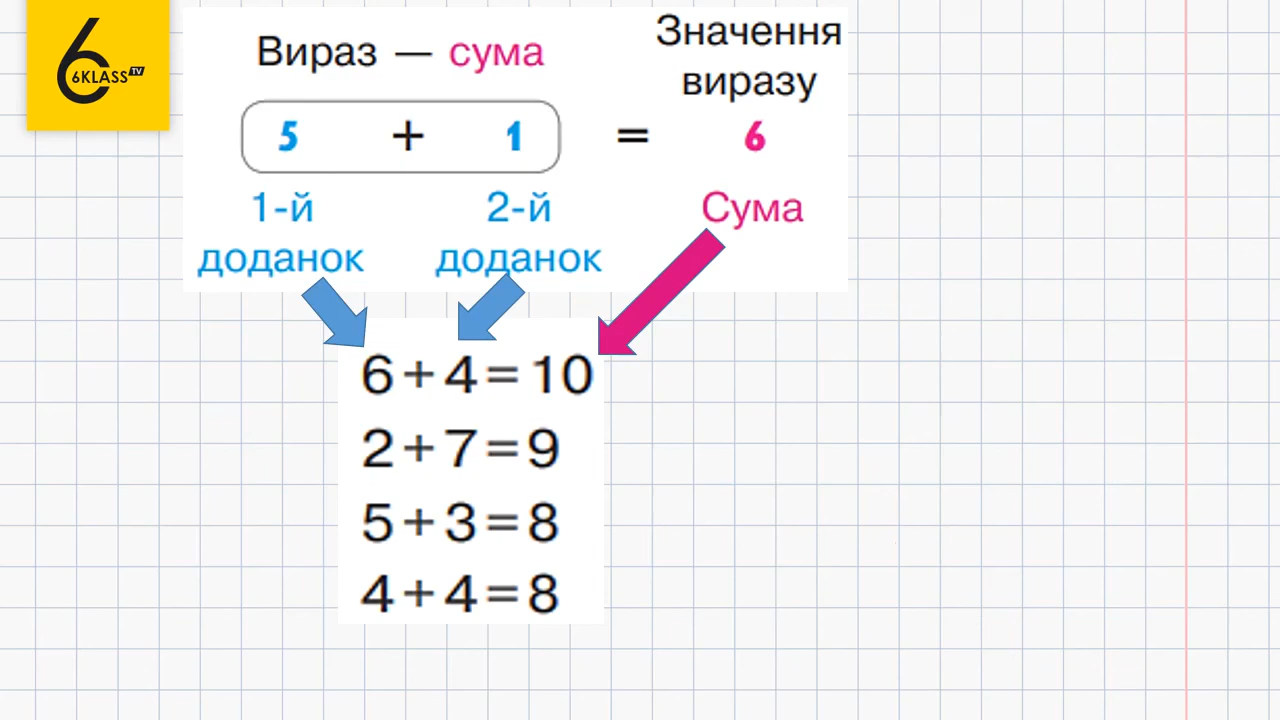 6KLASS TV
Вираз — сума
Значення
виразу
5 + 1 = 6
1-й 2-й Сума
доданок доданок
6+4=10
2+7=9
5+3=8
4+4=8